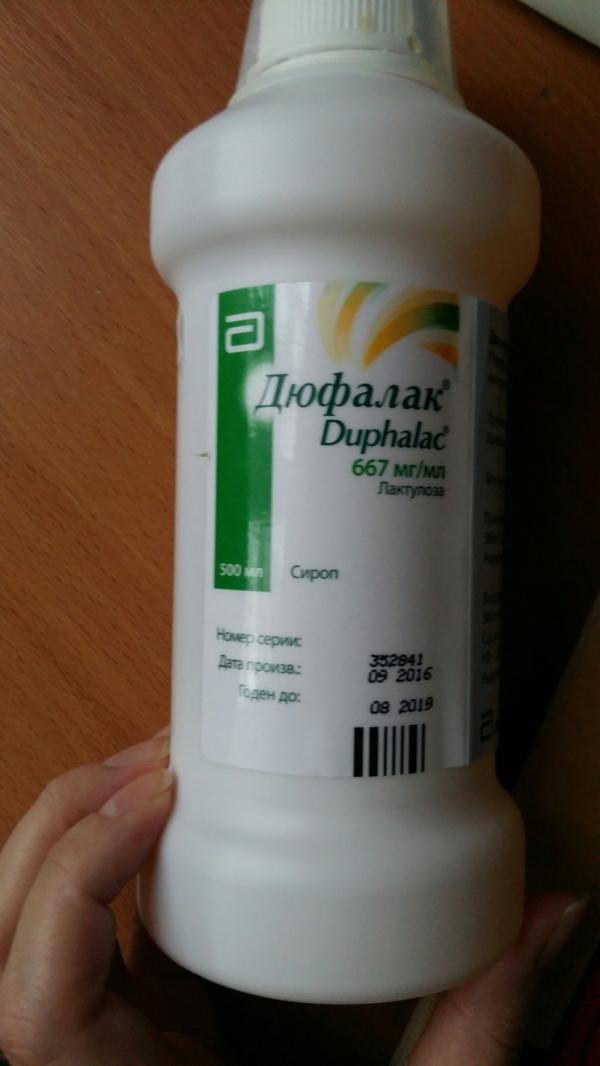 Дюфалак®
Duphalac®
667 мг/мл
Лактулоза
500 мл
Сироп
Номер серии: 352841
Дата произв.: 09 2016
Годен до: 08 2019